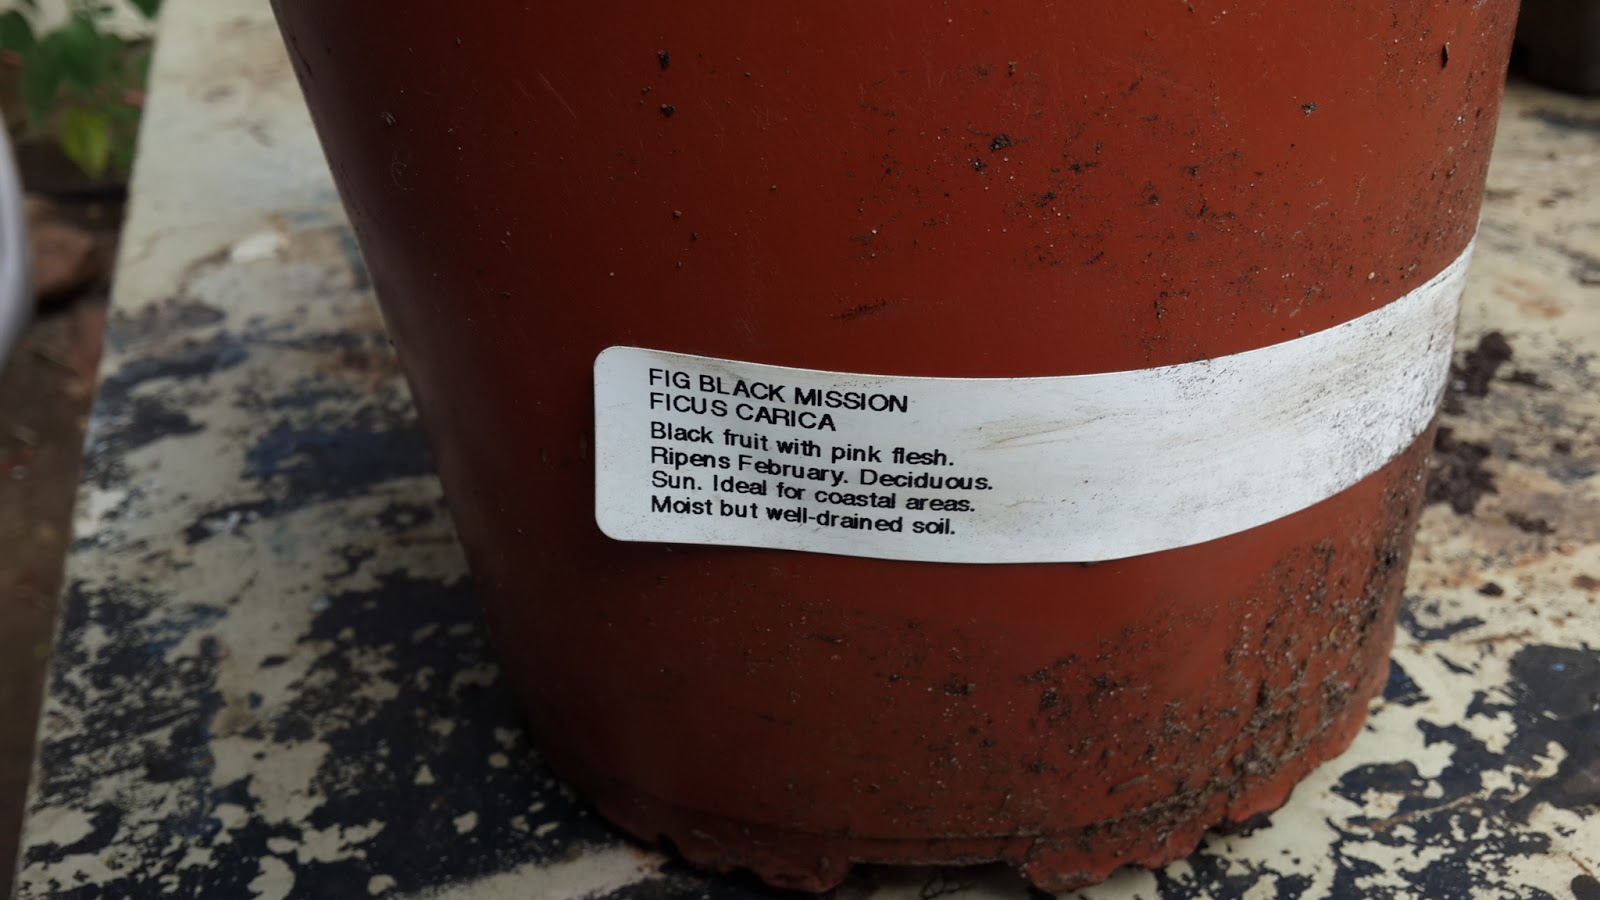 FIG BLACK MISSION
FICUS CARICA
Black fruit with pink flesh.
Ripens February. Deciduous.
Sun. Ideal for coastal areas.
Moist but well-drained soil.